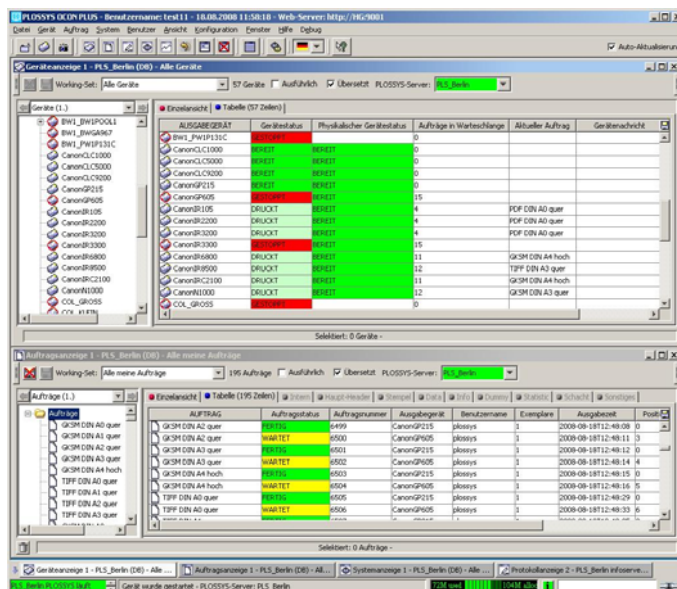 PLOSSYS OCON PLUS - Benutzername: test11 - 18.08.2008 11:58:18 - Web-Server: http://HG:9001
Datei Gerät Auftrag System Benutzer Ansicht Konfiguration Fenster Hilfe Debug
Auto-Aktualisierun
Geräteanzeige 1 - PLS_Berlin (DB) - Alle Geräte
Working-Set: Alle Geräte 57 Geräte Ausführlich Übersetzt PLOSSYS-Server: PLS_Berlin
Geräte (1..)
BW1_BW1POOL1
BW1_BWGA967
BW1_PW1P131C
CanonCLC1000
CanonCLC5000
CanonCLC9200
CanonGP215
CanonGP605
CanonIR105
CanonIR2200
CanonIR3200
CanonIR3300
CanonIR6800
CanonIR8500
CanonIRC2100
CanonN1000
COL_GROSS
COL_KLEIN
Einzelansicht Tabelle (57 Zeilen)
AUSGABEGERÄT Gerätestatus Physikalischer Gerätestatus Aufträge in Warteschlange Aktueller Auftrag Gerätenachricht
BW1_PW1P131C GESTOPPT 0
CanonCLC1000 BEREIT BEREIT 0
CanonCLC5000 BEREIT BEREIT 0
CanonCLC9200 BEREIT BEREIT 0
CanonGP215 BEREIT BEREIT 0
CanonGP605 GESTOPPT BEREIT 15
CanonIR105 DRUCKT BEREIT 4 PDF DIN A0 quer
CanonIR2200 DRUCKT BEREIT 4 PDF DIN A0 quer
CanonIR3200 DRUCKT BEREIT 4 PDF DIN A0 quer
CanonIR3300 GESTOPPT BEREIT 15
CanonIR6800 DRUCKT BEREIT 11 GKSM DIN A4 hoch
CanonIR8500 DRUCKT BEREIT 12 TIFF DIN A3 quer
CanonIRC2100 DRUCKT BEREIT 11 GKSM DIN A4 hoch
CanonN1000 DRUCKT BEREIT 12 GKSM DIN A3 quer
COL_GROSS GESTOPPT 0
Selektiert: 0 Geräte -
Auftragsanzeige 1 - PLS_Berlin (DB) - Alle meine Aufträge
Working-Set: Alle meine Aufträge 195 Aufträge Ausführlich Übersetzt PLOSSYS-Server: PLS_Berlin
Aufträge (1..)
Aufträge
GKSM DIN A0 quer
GKSM DIN A1 quer
GKSM DIN A2 quer
GKSM DIN A3 quer
GKSM DIN A4 hoch
TIFF DIN A0 quer
TIFF DIN A1 quer
TIFF DIN A2 quer
TIFF DIN A3 quer
Einzelansicht Tabelle (195 Zeilen) Intern Haupt-Header Stempel Data Info Dummy Statistic Schacht Sonstiges
AUFTRAG Auftragsstatus Auftragsnummer Ausgabegerät Benutzername Exemplare Ausgabezeit Positi
GKSM DIN A2 quer FERTIG 6499 CanonGP215 plossys 1 2008-08-18T12:48:08 0
GKSM DIN A2 quer WARTET 6500 CanonGP605 plossys 1 2008-08-18T12:48:11 3
GKSM DIN A3 quer FERTIG 6501 CanonGP215 plossys 1 2008-08-18T12:48:12 0
GKSM DIN A3 quer WARTET 6502 CanonGP605 plossys 1 2008-08-18T12:48:14 4
GKSM DIN A4 hoch FERTIG 6503 CanonGP215 plossys 1 2008-08-18T12:48:15 0
GKSM DIN A4 hoch WARTET 6504 CanonGP605 plossys 1 2008-08-18T12:48:16 5
TIFF DIN A0 quer FERTIG 6505 CanonGP215 plossys 1 2008-08-18T12:48:29 0
TIFF DIN A0 quer WARTET 6506 CanonGP605 plossys 1 2008-08-18T12:48:33 6
Selektiert: 0 Aufträge -
Geräteanzeige 1 - PLS_Berlin (DB) - Alle ... Auftragsanzeige 1 - PLS_Berlin (DB) - All... Systemanzeige 1 - PLS_Berlin (DB) - Alle ... Protokollanzeige 2 - PLS_Berlin infoserve...
PLS_Berlin PLOSSYS läuft Gerät wurde gestartet - PLOSSYS-Server: PLS_Berlin 72M used 104M alloc